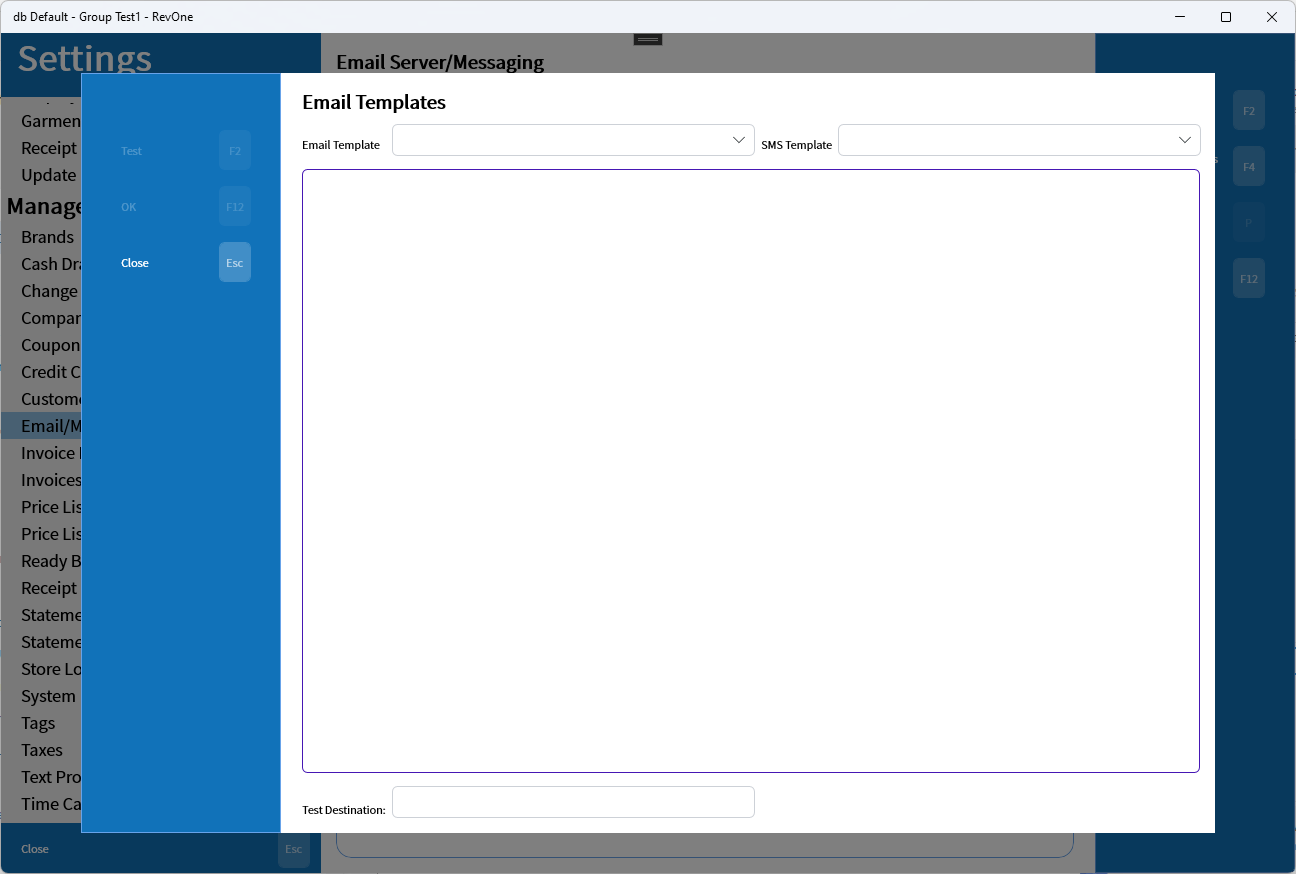 db Default - Group Test1 - RevOne
Settings
Email Server/Messaging
Garmen
Receipt
Update
Manage
Brands
Cash Dra
Change
Compar
Coupon
Credit C
Custome
Email/M
Invoice
Invoices
Price Lis
Price Lis
Ready B
Receipt
Stateme
Stateme
Store Lo
System
Tags
Taxes
Text Pro
Time Ca
Close Esc
Test F2
OK F12
Close Esc
Email Templates
Email Template
SMS Template
Test Destination:
F2
F4
P
F12